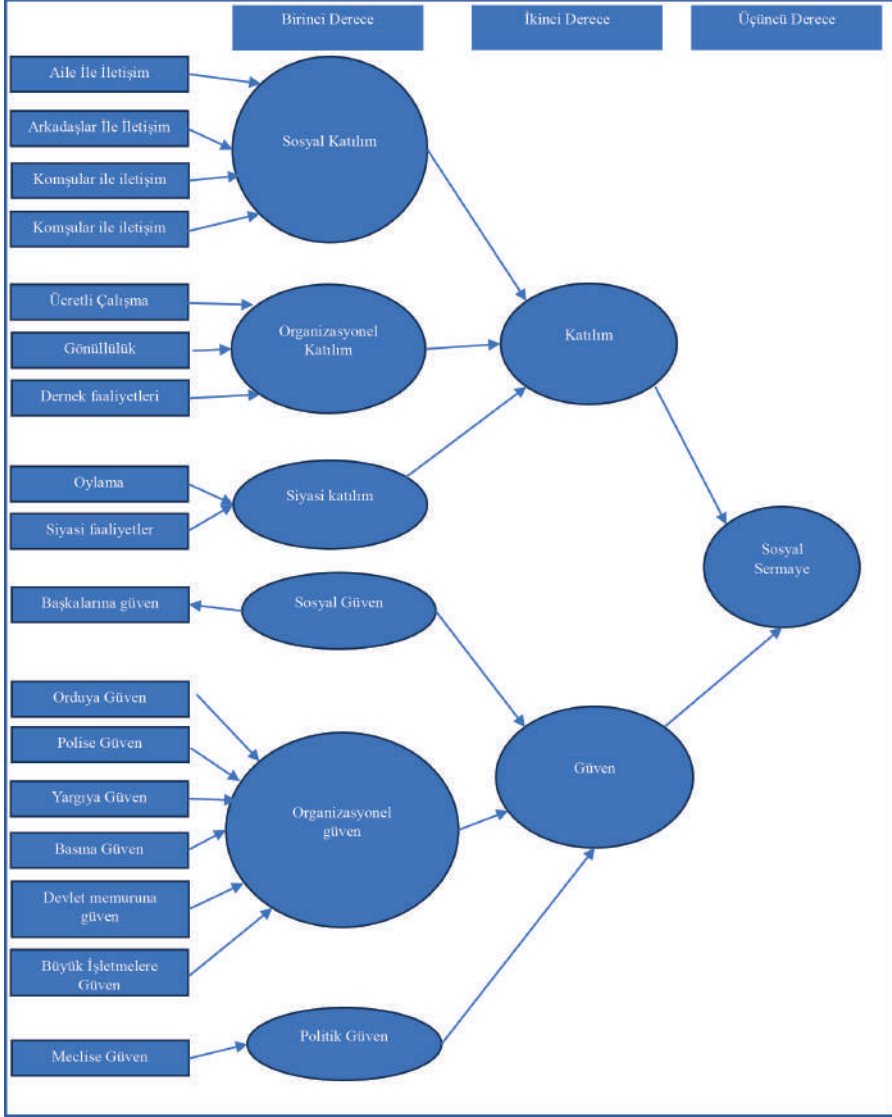 Birinci Derece
İkinci Derece
Üçüncü Derece
Aile İle İletişim
Arkadaşlar İle İletişim
Komşular ile iletişim
Komşular ile iletişim
Sosyal Katılım
Ücretli Çalışma
Gönüllülük
Dernek faaliyetleri
Organizasyonel
Katılım
Katılım
Oylama
Siyasi faaliyetler
Siyasi katılım
Sosyal
Sermaye
Başkalarına güven
Sosyal Güven
Orduya Güven
Polise Güven
Yargıya Güven
Basına Güven
Devlet memuruna
güven
Büyük İşletmelere
Güven
Organizasyonel
güven
Güven
Meclise Güven
Politik Güven